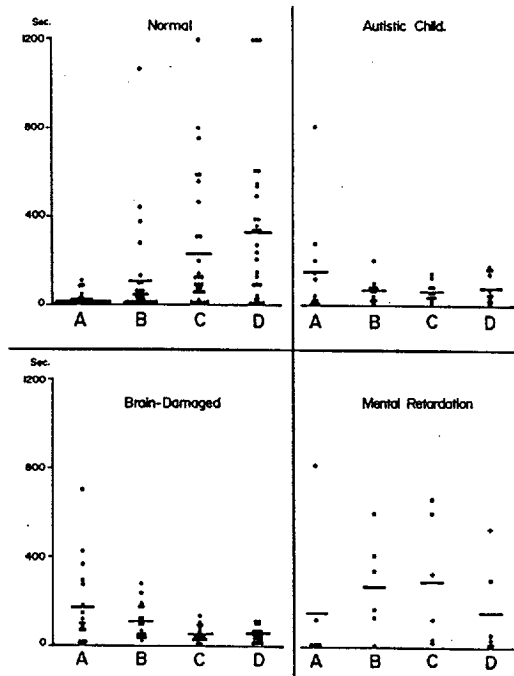 Sec. Normal Autistic Child.
1200
800
400
0
A B C D A B C D
Sec.
1200
Brain-Damaged Mental Retardation
800
400
0
A B C D A B C D